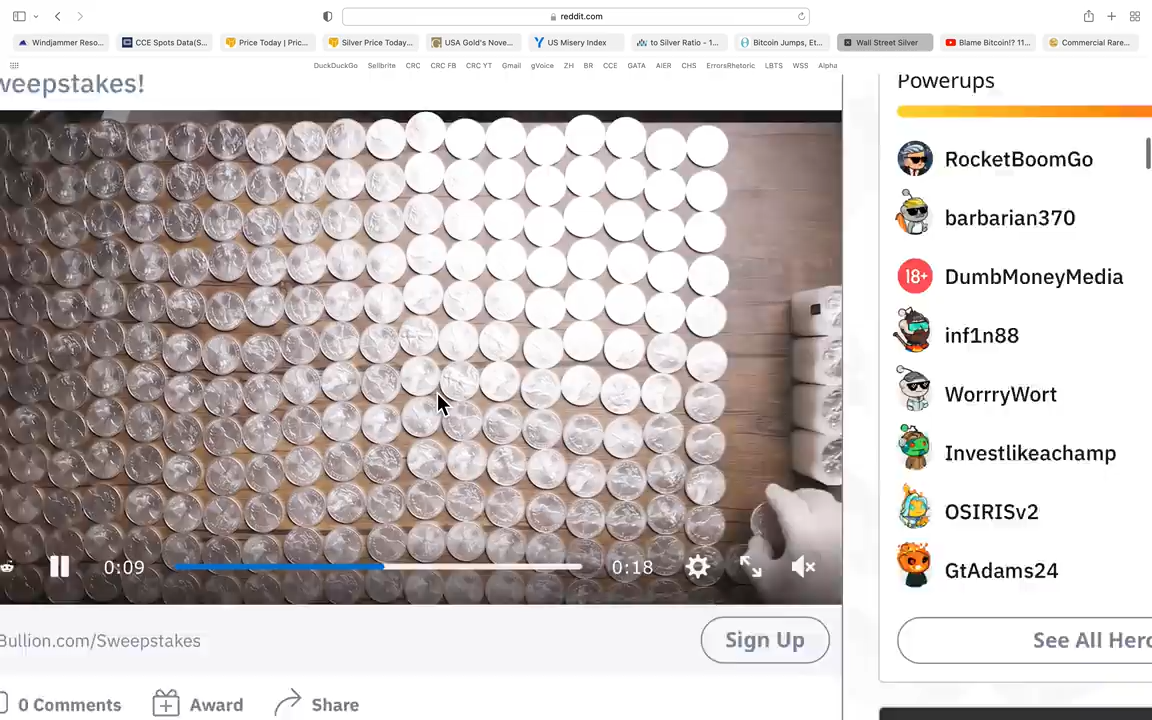 reddit.com
Windjammer Reso...
CCE Spots Data(S...
Price Today | Pric...
Silver Price Today...
USA Gold's Nove...
US Misery Index
to Silver Ratio - 1...
Bitcoin Jumps, Et...
Wall Street Silver
Blame Bitcoin!? 11...
Commercial Rare...
DuckDuckGo Sellbrite CRC CRC FB CRC YT Gmail gVoice ZH BR CCE GATA AIER CHS ErrorsRhetoric LBTS WSS Alpha
weepstakes!
0:09
0:18
Bullion.com/Sweepstakes
Sign Up
0 Comments
Award
Share
Powerups
RocketBoomGo
barbarian370
18+
DumbMoneyMedia
inf1n88
WorrryWort
Investlikeachamp
OSIRISv2
GtAdams24
See All Hero